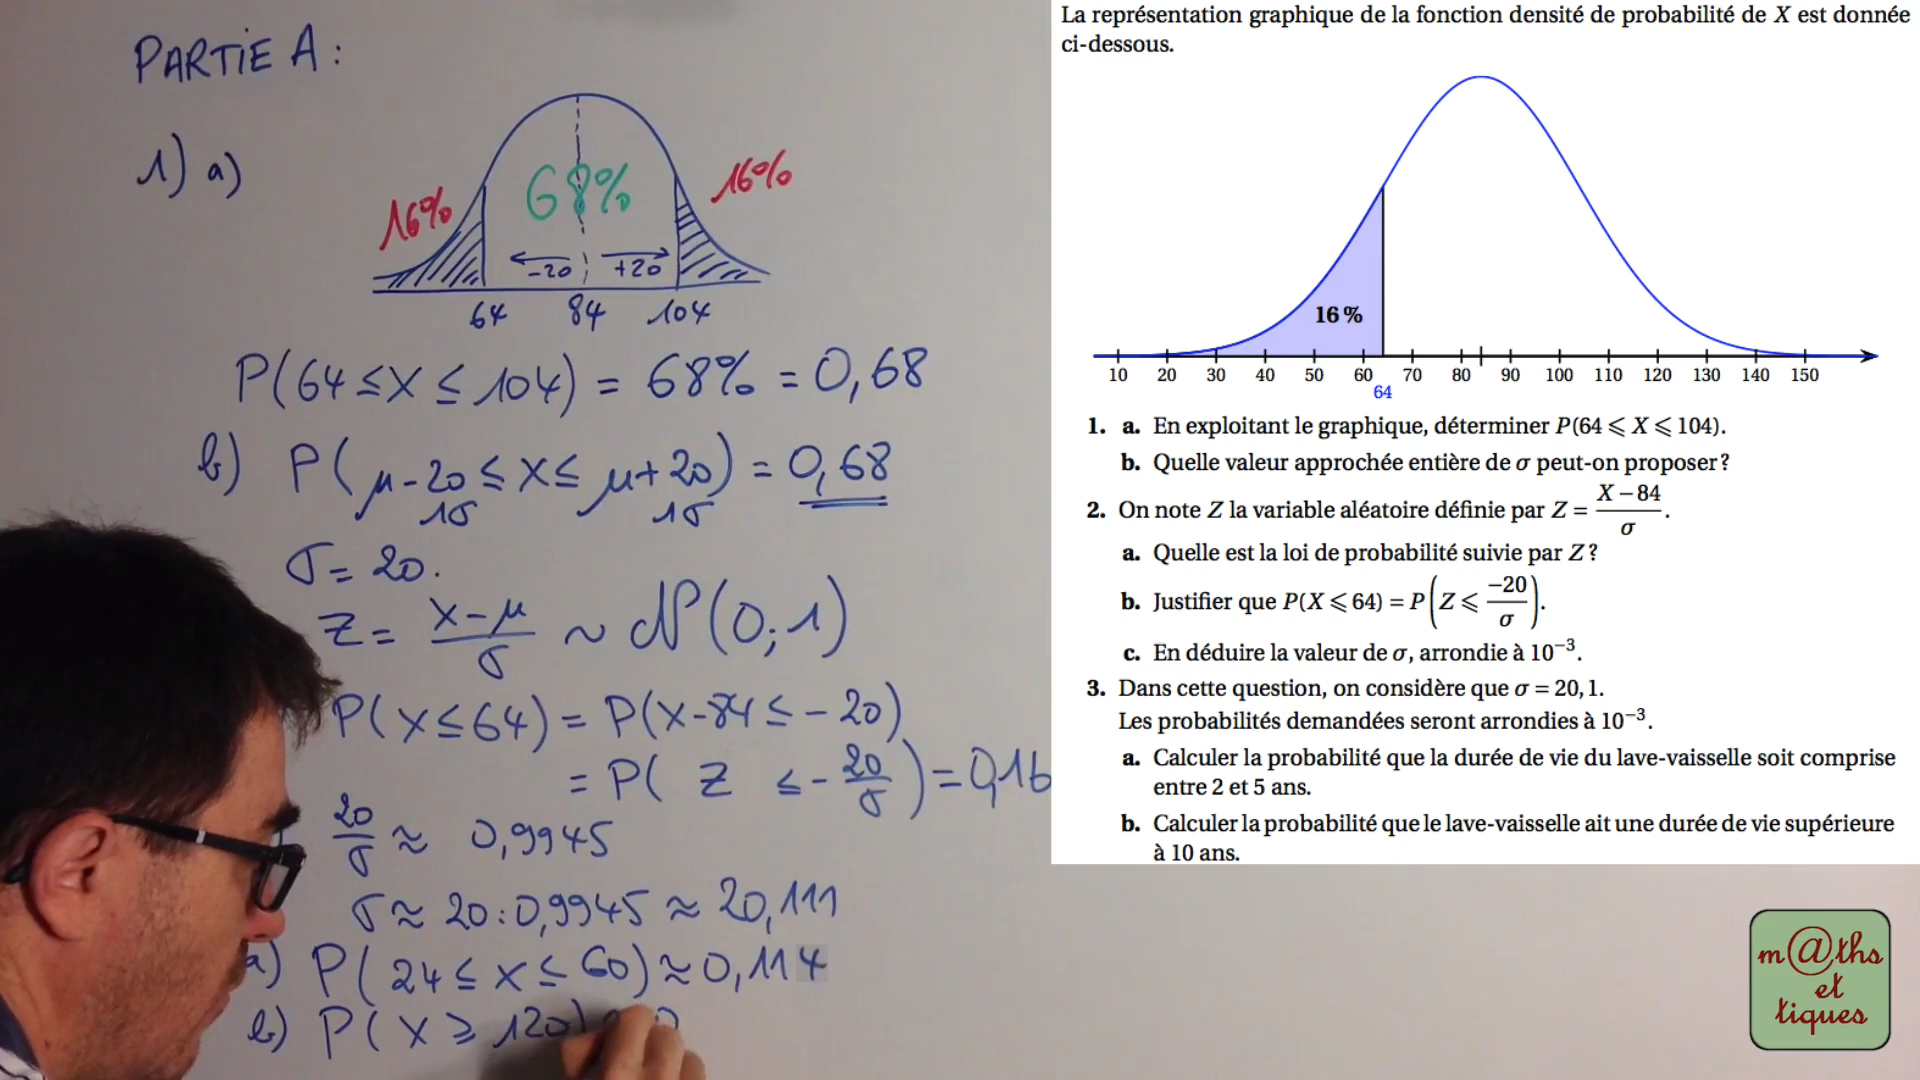 PARTIE A :
1) a)
16% 68% 16%
-20 +20
64 84 104
P(64 ≤ X ≤ 104) = 68% = 0,68
b) P(μ-20 ≤ X ≤ μ+20) = 0,68
1σ 1σ
σ = 20.
Z = (X-μ)/σ ~ N(0;1)
P(X ≤ 64) = P(X-84 ≤ -20)
= P( Z ≤ -20/σ ) = 0,16
20/σ ≈ 0,9945
σ ≈ 20:0,9945 ≈ 20,111
a) P(24 ≤ X ≤ 60) ≈ 0,114
b) P(X ≥ 120)
La représentation graphique de la fonction densité de probabilité de X est donnée
ci-dessous.
16 %
10 20 30 40 50 60 70 80 90 100 110 120 130 140 150
64
1. a. En exploitant le graphique, déterminer P(64 ⩽ X ⩽ 104).
b. Quelle valeur approchée entière de σ peut-on proposer ?
2. On note Z la variable aléatoire définie par Z = (X − 84)/σ.
a. Quelle est la loi de probabilité suivie par Z ?
b. Justifier que P(X ⩽ 64) = P(Z ⩽ −20/σ).
c. En déduire la valeur de σ, arrondie à 10⁻³.
3. Dans cette question, on considère que σ = 20,1.
Les probabilités demandées seront arrondies à 10⁻³.
a. Calculer la probabilité que la durée de vie du lave-vaisselle soit comprise
entre 2 et 5 ans.
b. Calculer la probabilité que le lave-vaisselle ait une durée de vie supérieure
à 10 ans.
m@ths
et
tiques